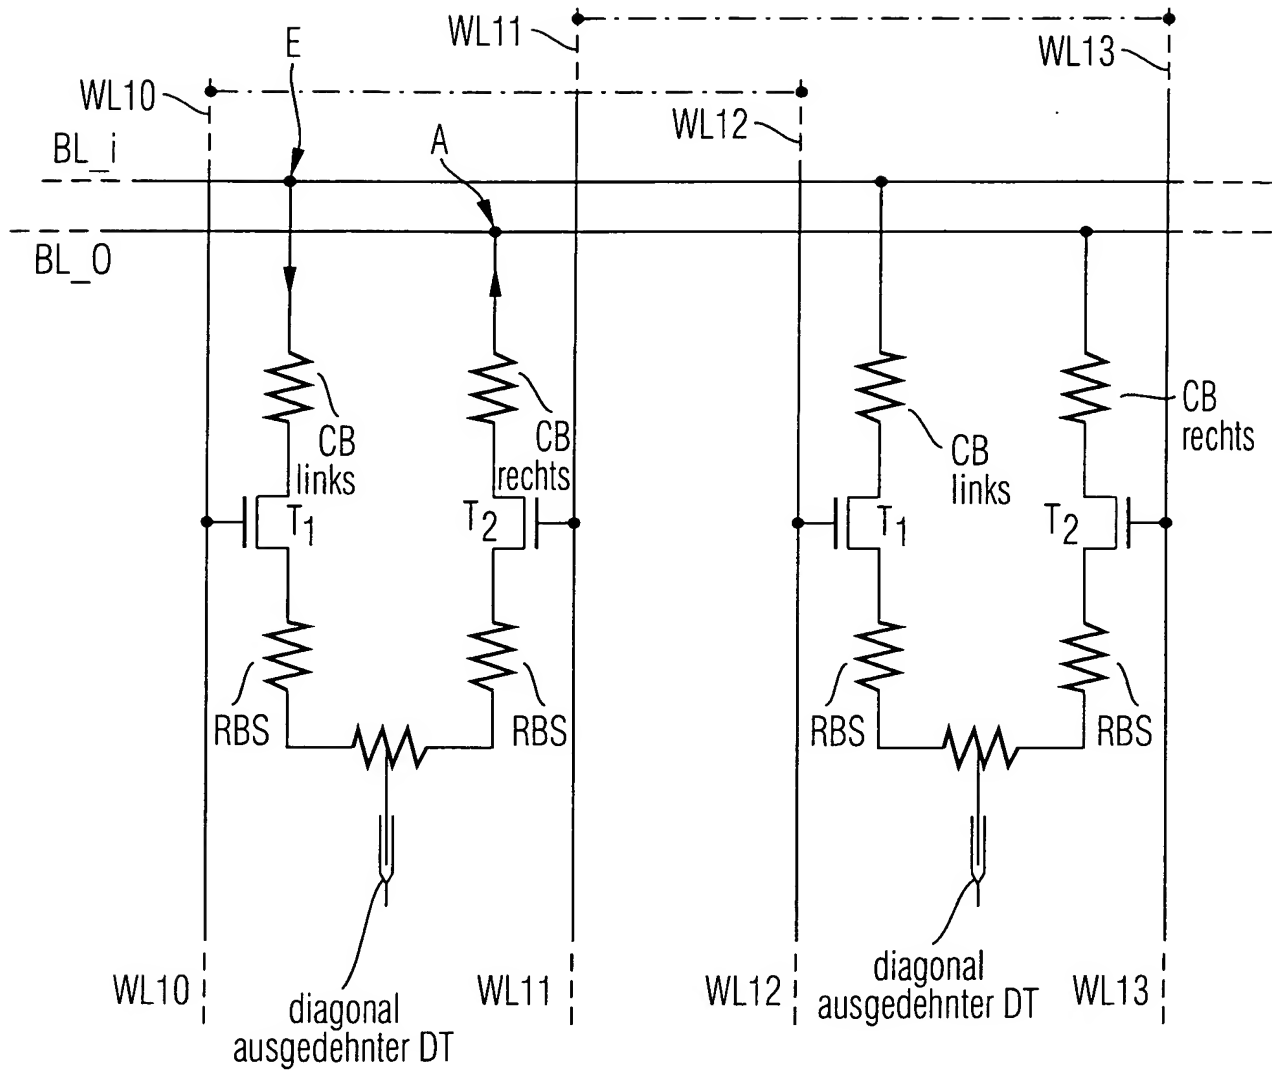 WL11
E
WL13
WL10
WL12
A
BL_i
BL_0
CB
links
CB
rechts
CB
links
CB
rechts
T1
T2
T1
T2
RBS
RBS
RBS
RBS
WL10
WL11
WL12
WL13
diagonal
ausgedehnter DT
diagonal
ausgedehnter DT